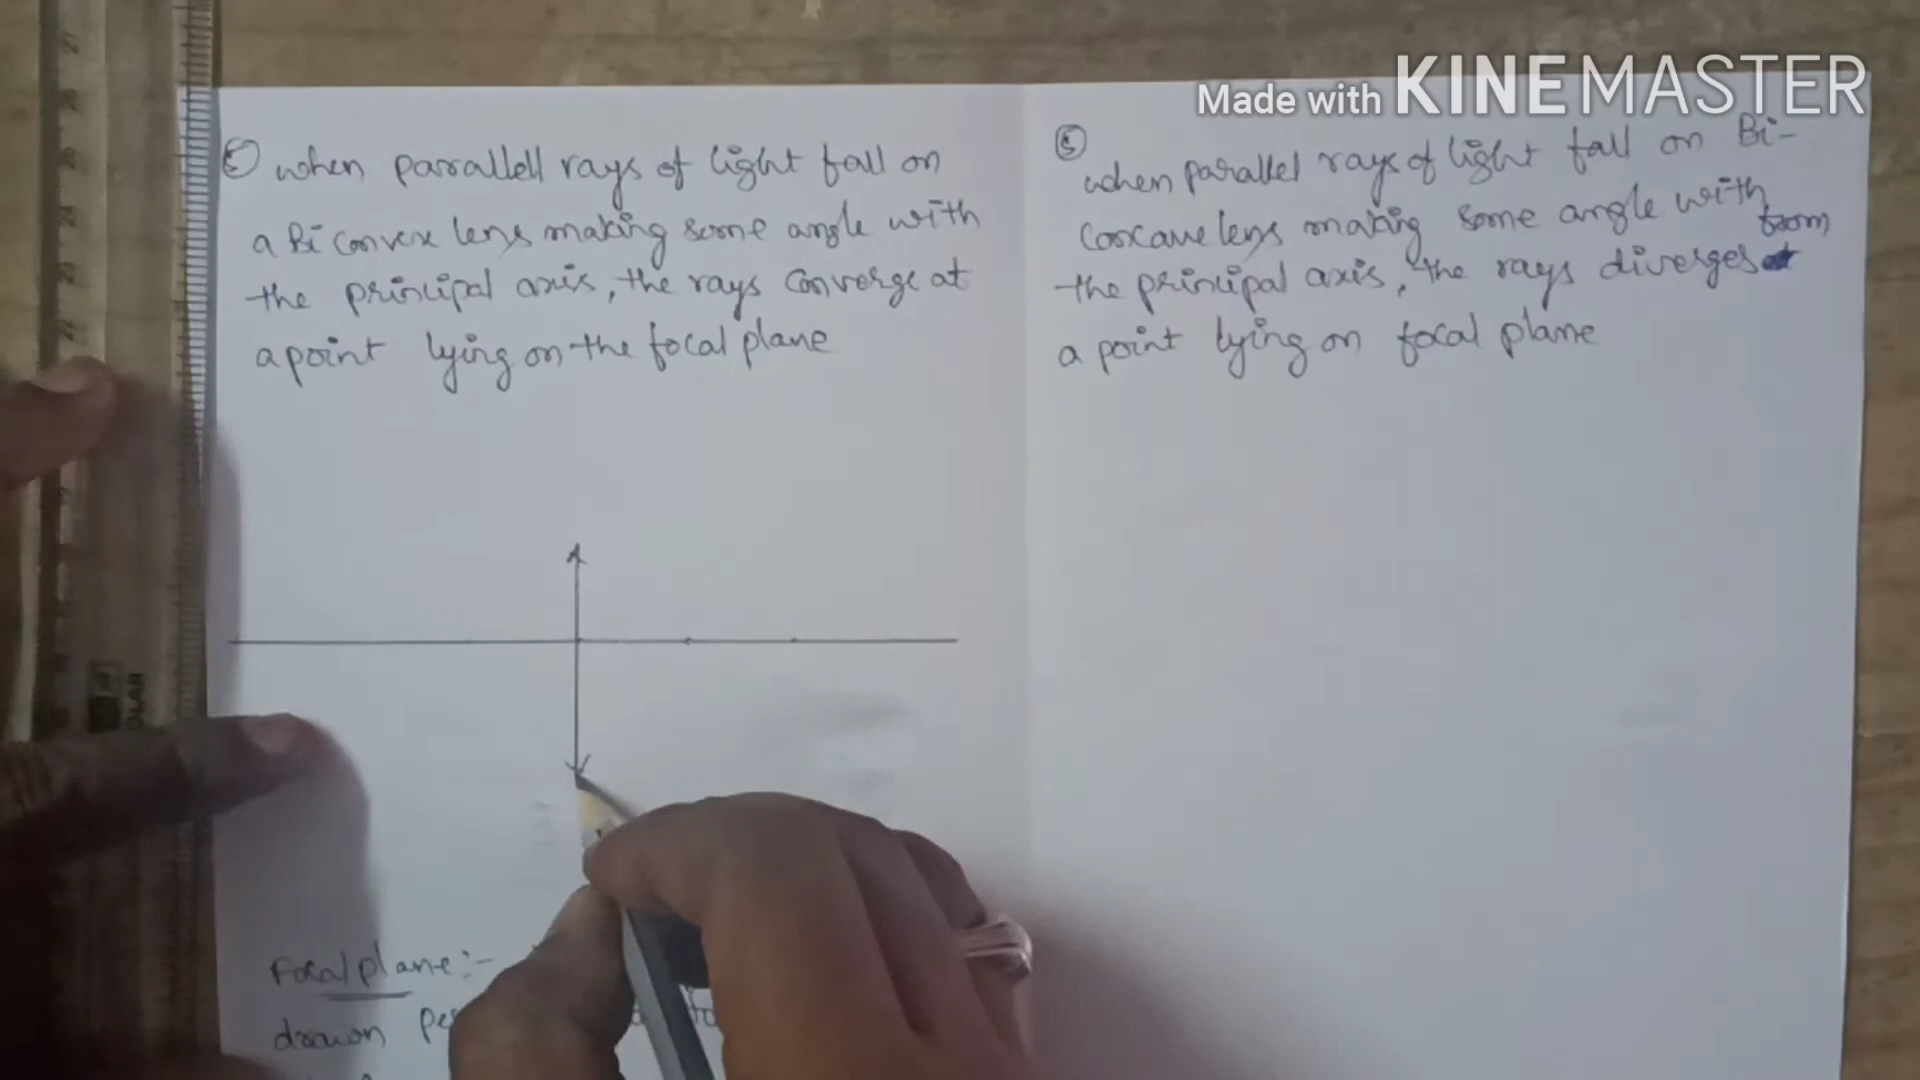 Made with KINEMASTER
5 when parallell rays of light fall on
a Bi convex lens making some angle with
the principal axis, the rays converge at
a point lying on the focal plane
5
when parallel rays of light fall on Bi-
concave lens making some angle with
the principal axis, the rays diverges from
a point lying on focal plane
Focal plane:-
drawn